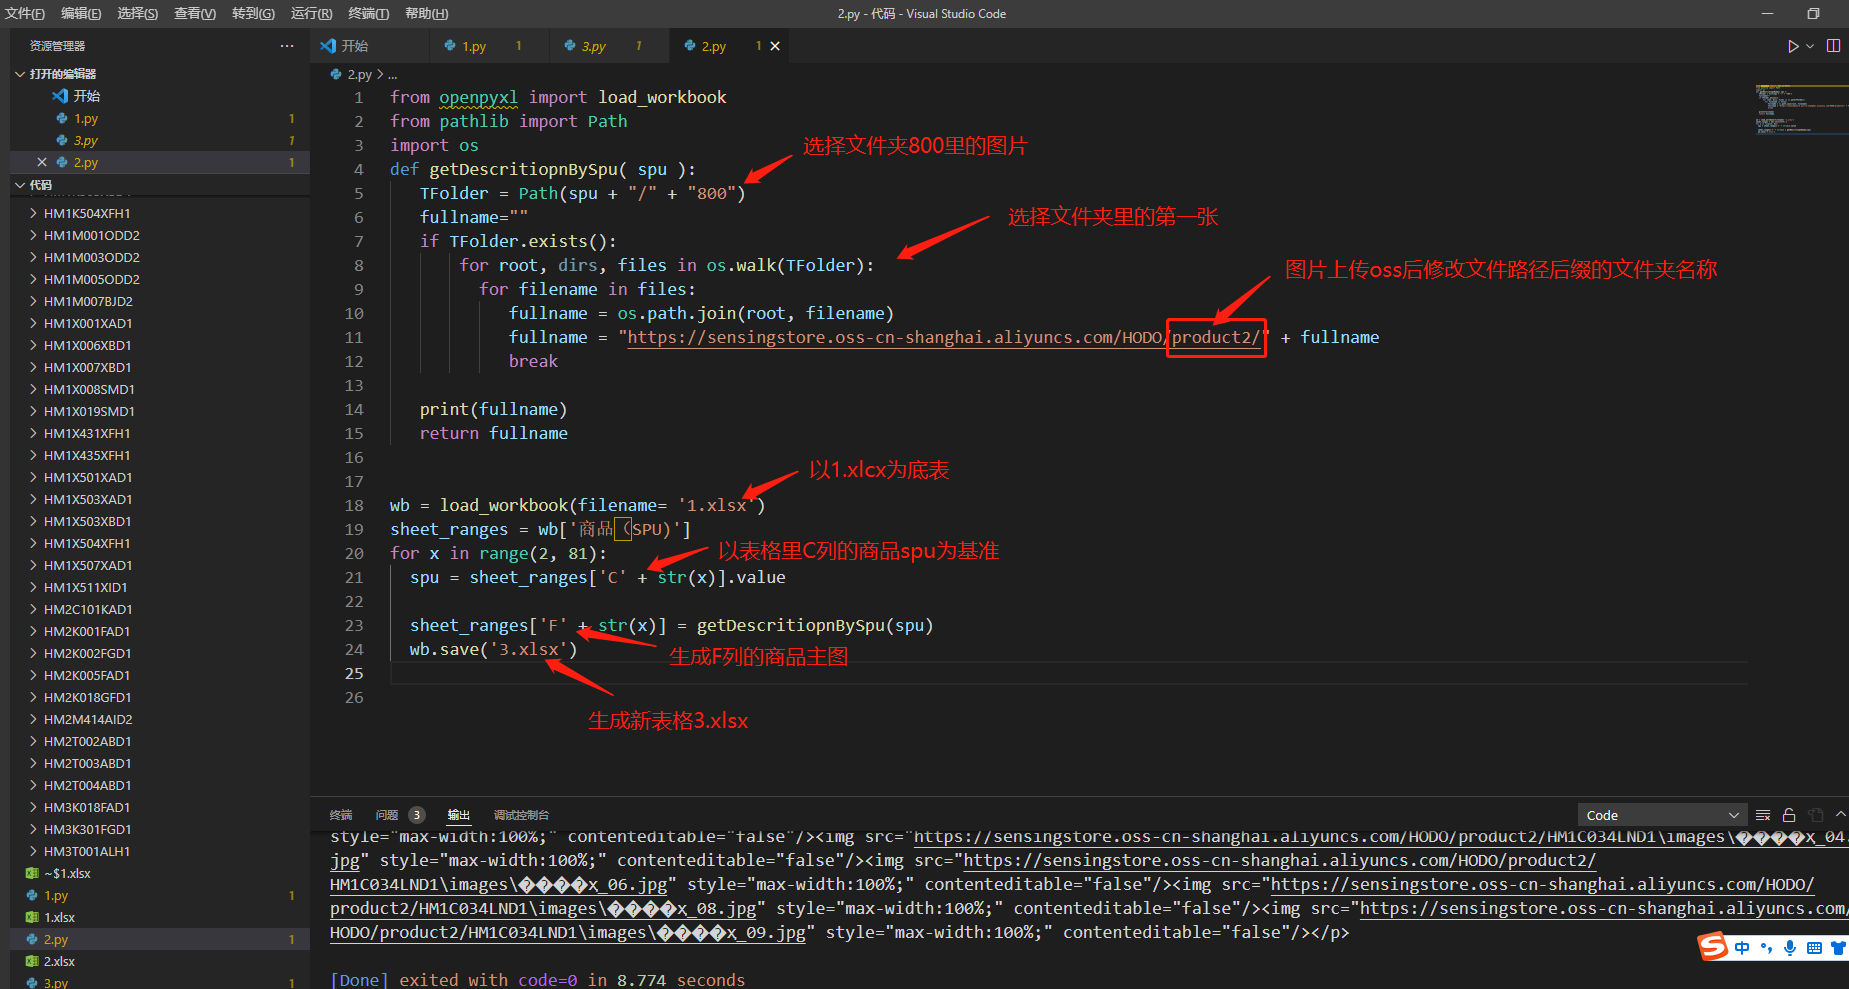 文件(F) 编辑(E) 选择(S) 查看(V) 转到(G) 运行(R) 终端(T) 帮助(H) 2.py - 代码 - Visual Studio Code
资源管理器 ···
打开的编辑器
开始
1.py 1
3.py 1
2.py 1
代码
HM1K504XFH1
HM1M001ODD2
HM1M003ODD2
HM1M005ODD2
HM1M007BJD2
HM1X001XAD1
HM1X006XBD1
HM1X007XBD1
HM1X008SMD1
HM1X019SMD1
HM1X431XFH1
HM1X435XFH1
HM1X501XAD1
HM1X503XAD1
HM1X503XBD1
HM1X504XFH1
HM1X507XAD1
HM1X511XID1
HM2C101KAD1
HM2K001FAD1
HM2K002FGD1
HM2K005FAD1
HM2K018GFD1
HM2M414AID2
HM2T002ABD1
HM2T003ABD1
HM2T004ABD1
HM3K018FAD1
HM3K301FGD1
HM3T001ALH1
~$1.xlsx
1.py 1
1.xlsx
2.py 1
2.xlsx
3.py 1
开始 1.py 1 3.py 1 2.py 1
2.py > ...
1 from openpyxl import load_workbook
2 from pathlib import Path
3 import os
选择文件夹800里的图片
4 def getDescritiopnBySpu( spu ):
5 TFolder = Path(spu + "/" + "800")
6 fullname=""
选择文件夹里的第一张
7 if TFolder.exists():
8 for root, dirs, files in os.walk(TFolder):
图片上传oss后修改文件路径后缀的文件夹名称
9 for filename in files:
10 fullname = os.path.join(root, filename)
11 fullname = "https://sensingstore.oss-cn-shanghai.aliyuncs.com/HODO/product2/" + fullname
12 break
13
14 print(fullname)
15 return fullname
16
17
以1.xlcx为底表
18 wb = load_workbook(filename= '1.xlsx')
19 sheet_ranges = wb['商品（SPU)']
20 for x in range(2, 81):
以表格里C列的商品spu为基准
21 spu = sheet_ranges['C' + str(x)].value
22
23 sheet_ranges['F' + str(x)] = getDescritiopnBySpu(spu)
24 wb.save('3.xlsx')
生成F列的商品主图
25
26
生成新表格3.xlsx
终端 问题 3 输出 调试控制台 Code
style="max-width:100%;" contenteditable="false"/><img src="https://sensingstore.oss-cn-shanghai.aliyuncs.com/HODO/product2/HM1C034LND1\images\����x_04.
jpg" style="max-width:100%;" contenteditable="false"/><img src="https://sensingstore.oss-cn-shanghai.aliyuncs.com/HODO/product2/
HM1C034LND1\images\����x_06.jpg" style="max-width:100%;" contenteditable="false"/><img src="https://sensingstore.oss-cn-shanghai.aliyuncs.com/HODO/
product2/HM1C034LND1\images\����x_08.jpg" style="max-width:100%;" contenteditable="false"/><img src="https://sensingstore.oss-cn-shanghai.aliyuncs.com/
HODO/product2/HM1C034LND1\images\����x_09.jpg" style="max-width:100%;" contenteditable="false"/></p>
[Done] exited with code=0 in 8.774 seconds
S 中